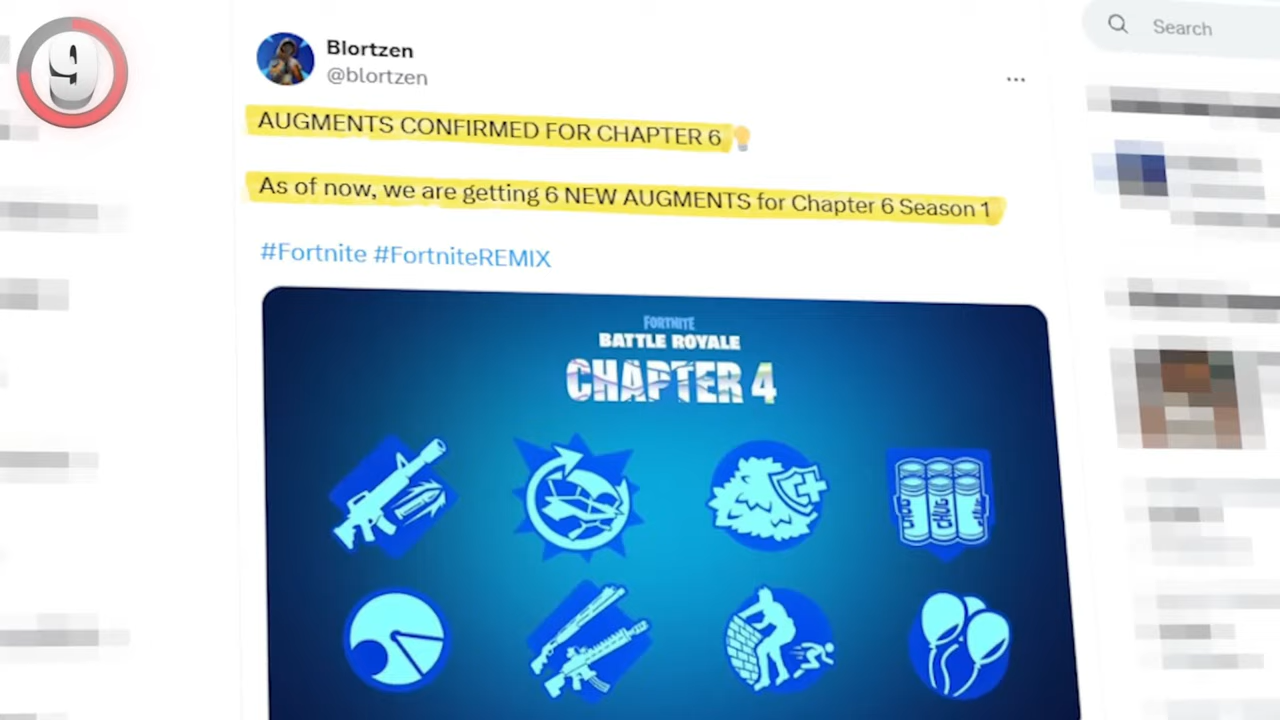 9
Blortzen
@blortzen
...
Search
AUGMENTS CONFIRMED FOR CHAPTER 6
As of now, we are getting 6 NEW AUGMENTS for Chapter 6 Season 1
#Fortnite #FortniteREMIX
FORTNITE
BATTLE ROYALE
CHAPTER 4
CHUG